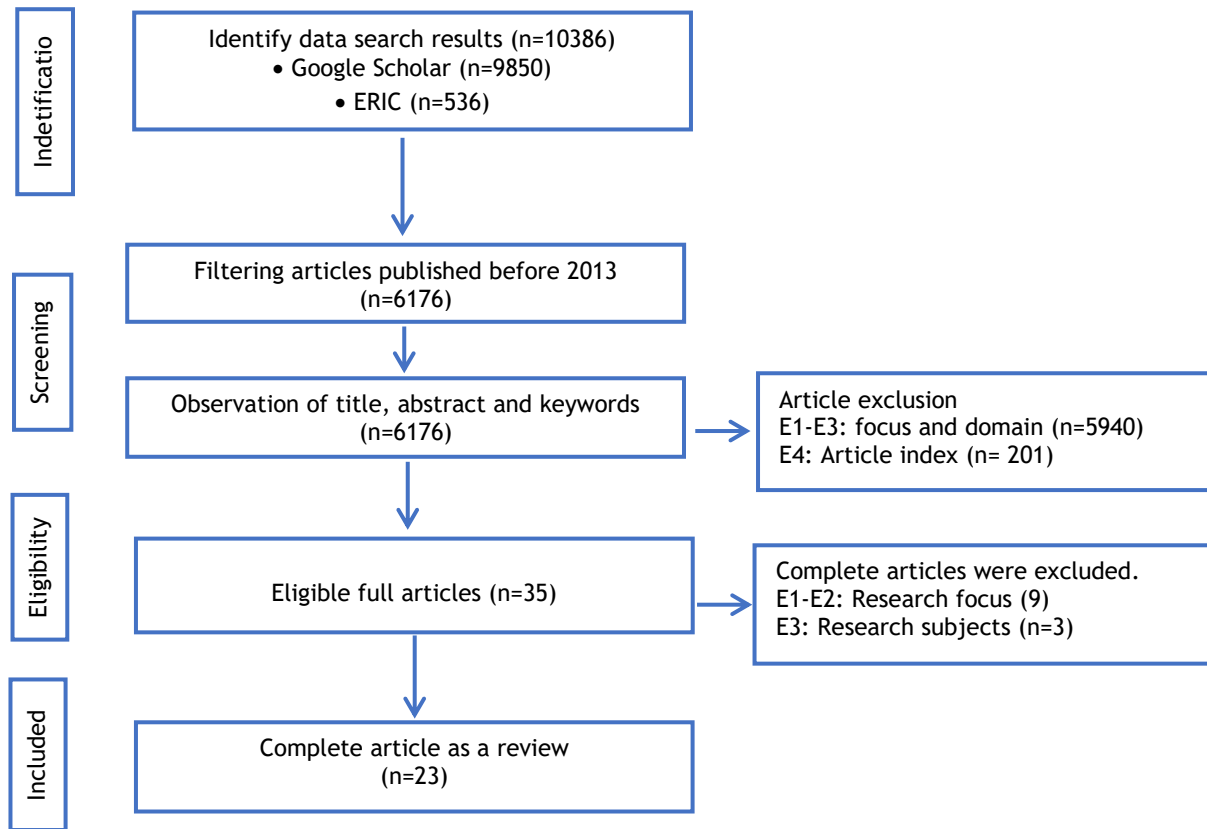 Indetificatio
Identify data search results (n=10386)
• Google Scholar (n=9850)
• ERIC (n=536)
Screening
Filtering articles published before 2013
(n=6176)
Observation of title, abstract and keywords
(n=6176)
Article exclusion
E1-E3: focus and domain (n=5940)
E4: Article index (n= 201)
Eligibility
Eligible full articles (n=35)
Complete articles were excluded.
E1-E2: Research focus (9)
E3: Research subjects (n=3)
Included
Complete article as a review
(n=23)